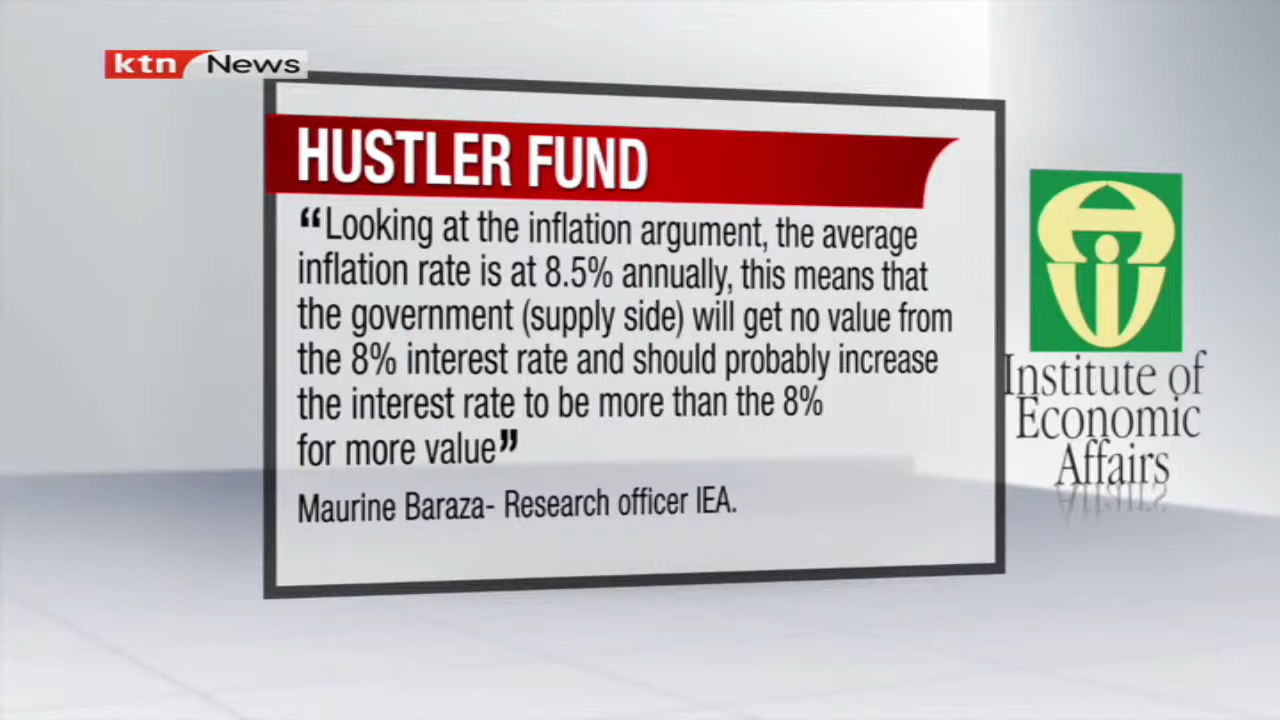 ktn News
HUSTLER FUND
“Looking at the inflation argument, the average
inflation rate is at 8.5% annually, this means that
the government (supply side) will get no value from
the 8% interest rate and should probably increase
the interest rate to be more than the 8%
for more value”
Maurine Baraza- Research officer IEA.
Institute of
Economic
Affairs